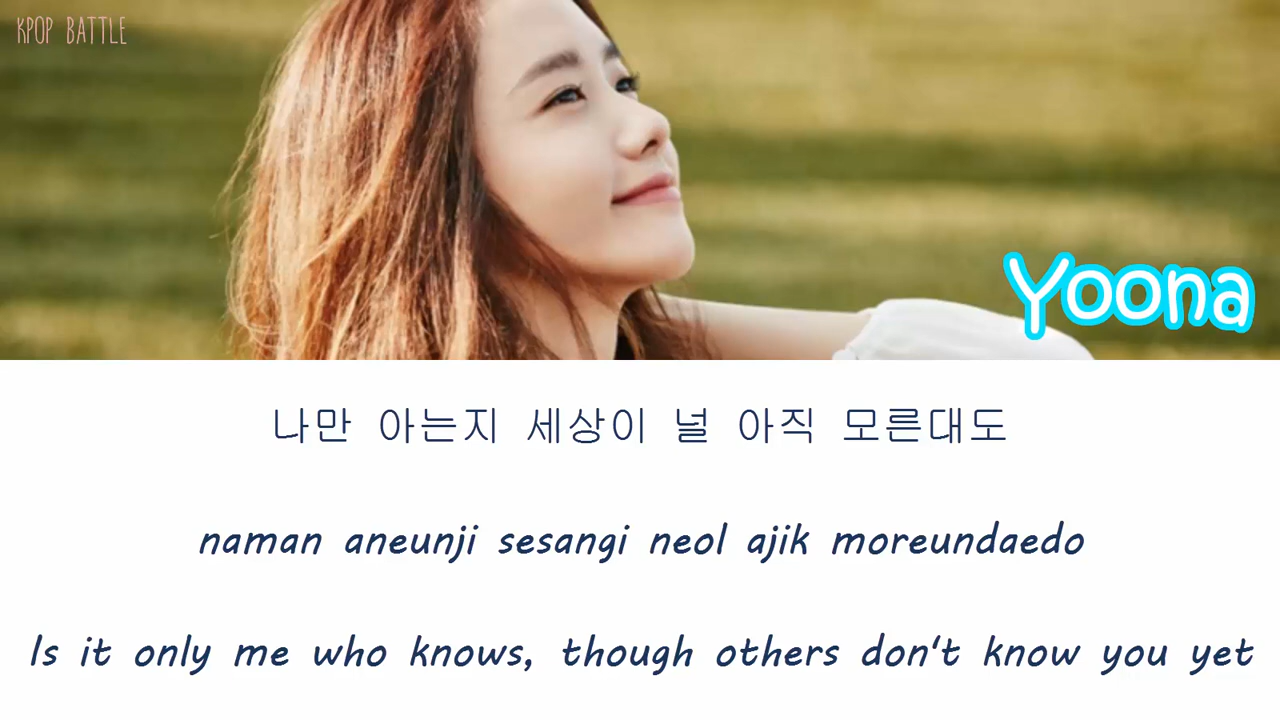 KPOP BATTLE
Yoona
나만 아는지 세상이 널 아직 모른대도
naman aneunji sesangi neol ajik moreundaedo
Is it only me who knows, though others don't know you yet